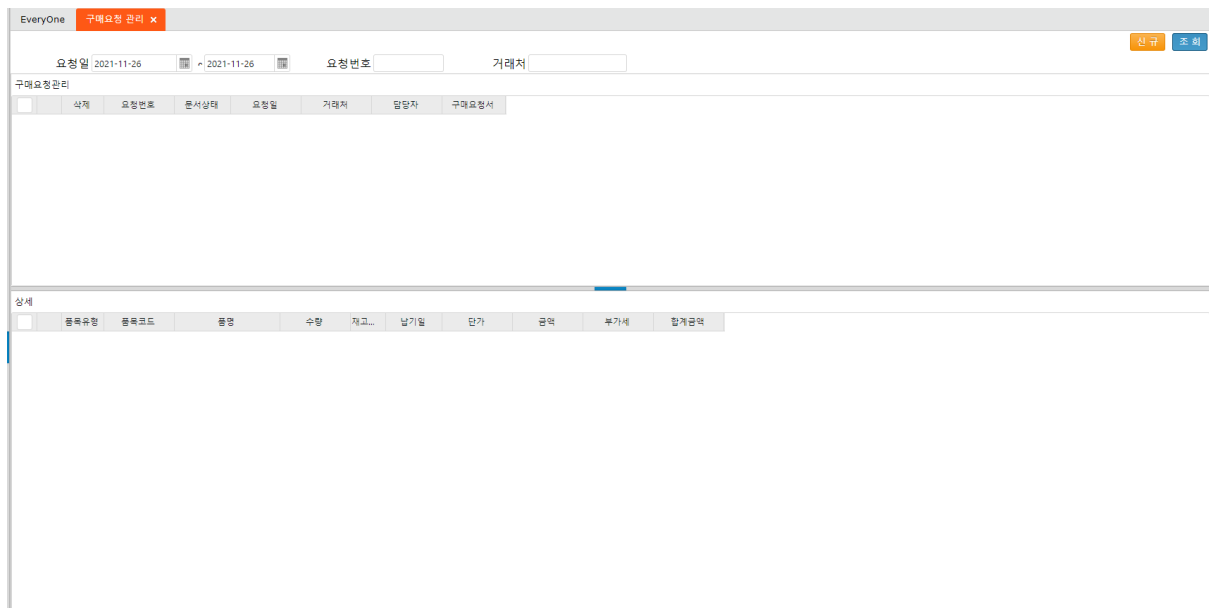 EveryOne 구매요청 관리 ×
신 규 조 회
요청일 2021-11-26 ~ 2021-11-26 요청번호 거래처
구매요청관리
삭제 요청번호 문서상태 요청일 거래처 담당자 구매요청서
상세
품목유형 품목코드 품명 수량 재고... 납기일 단가 금액 부가세 합계금액